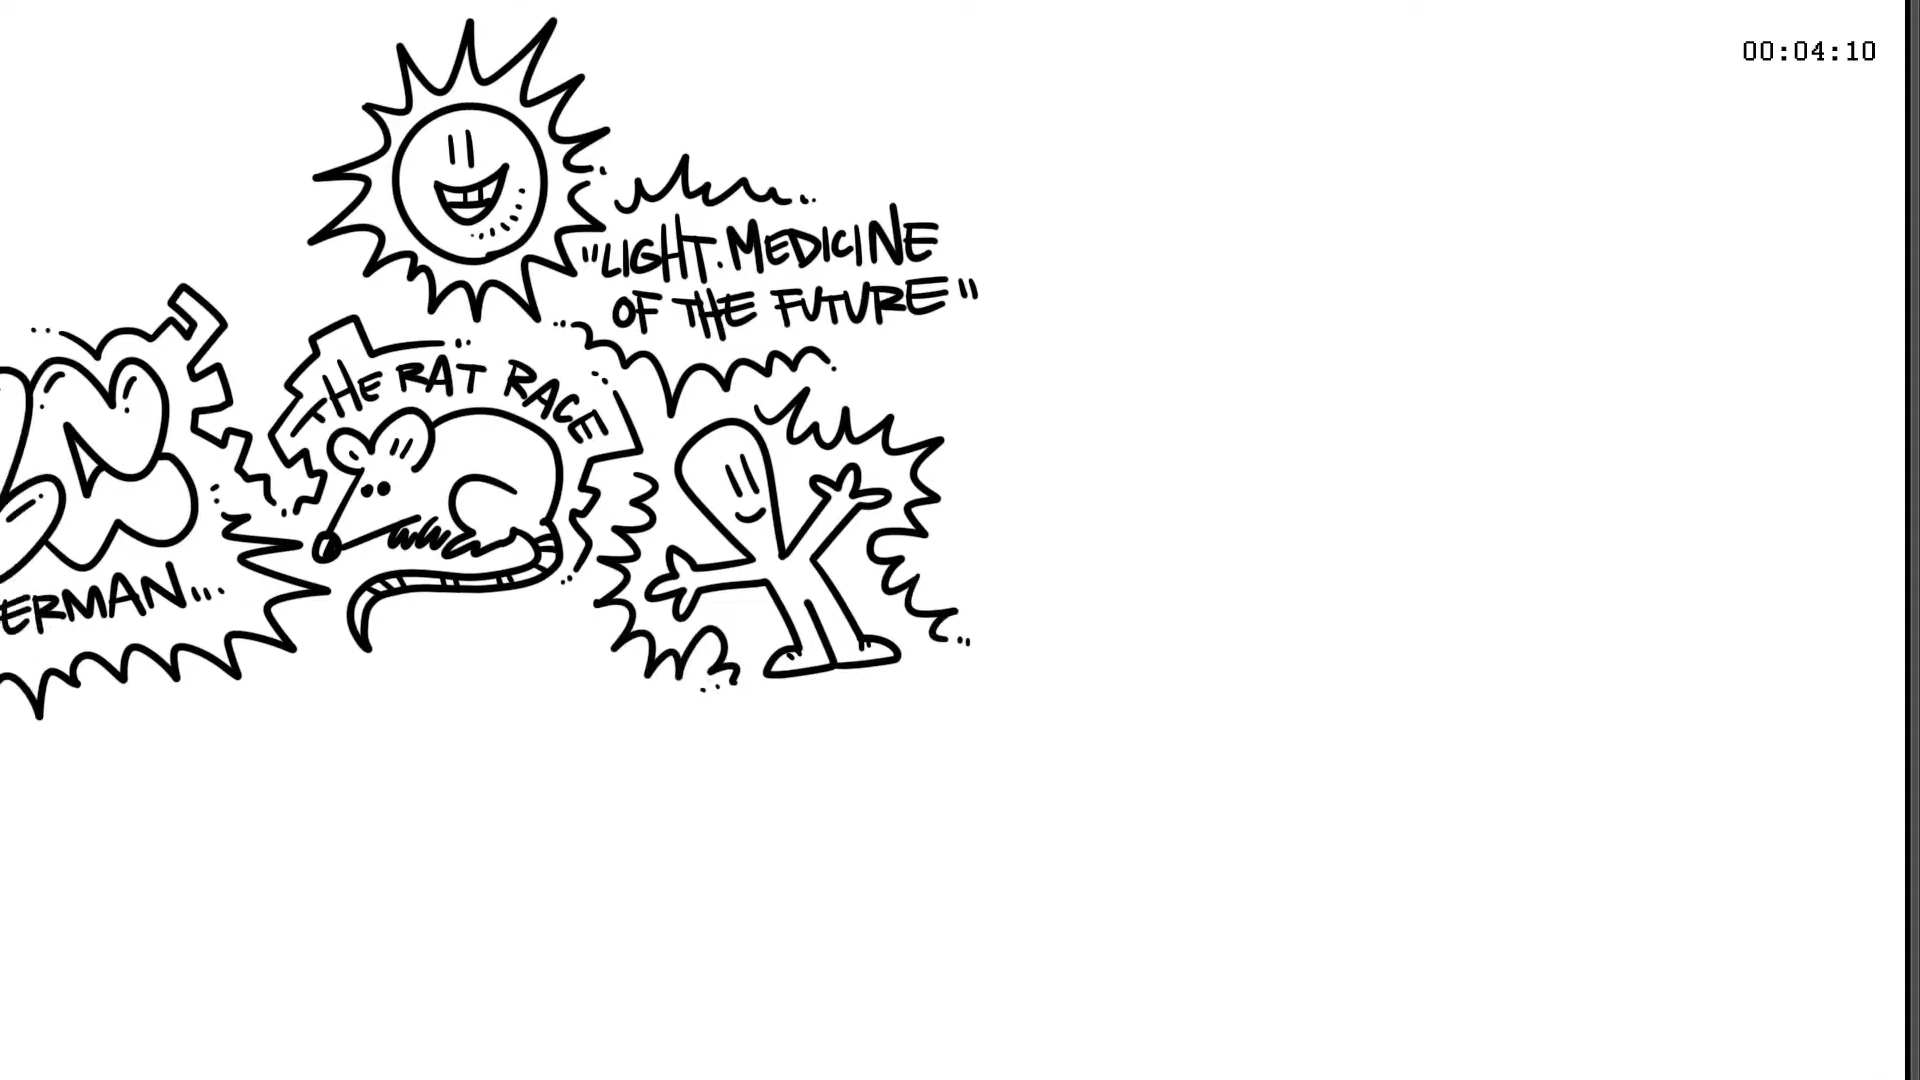 00:04:10
"LIGHT. MEDICINE
OF THE FUTURE"
THE RAT RACE
ERMAN...